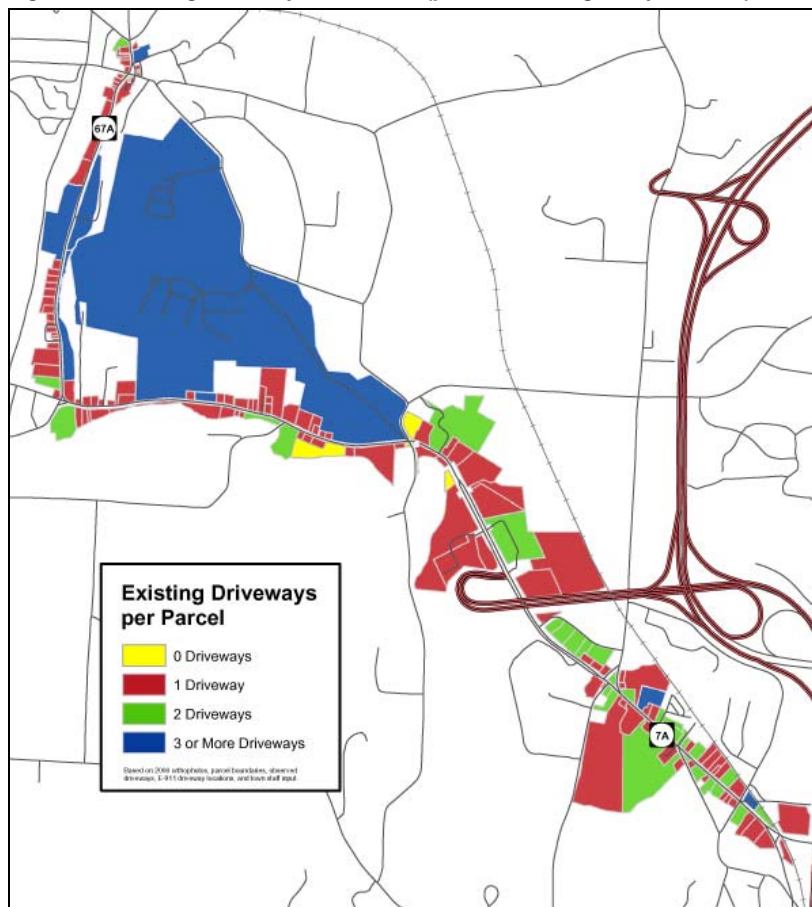 67A
Existing Driveways
per Parcel
0 Driveways
1 Driveway
2 Driveways
3 or More Driveways
Based on orthophotos, parcel boundaries, observed
driveways, E-911 driveway locations, and town staff input.
7A